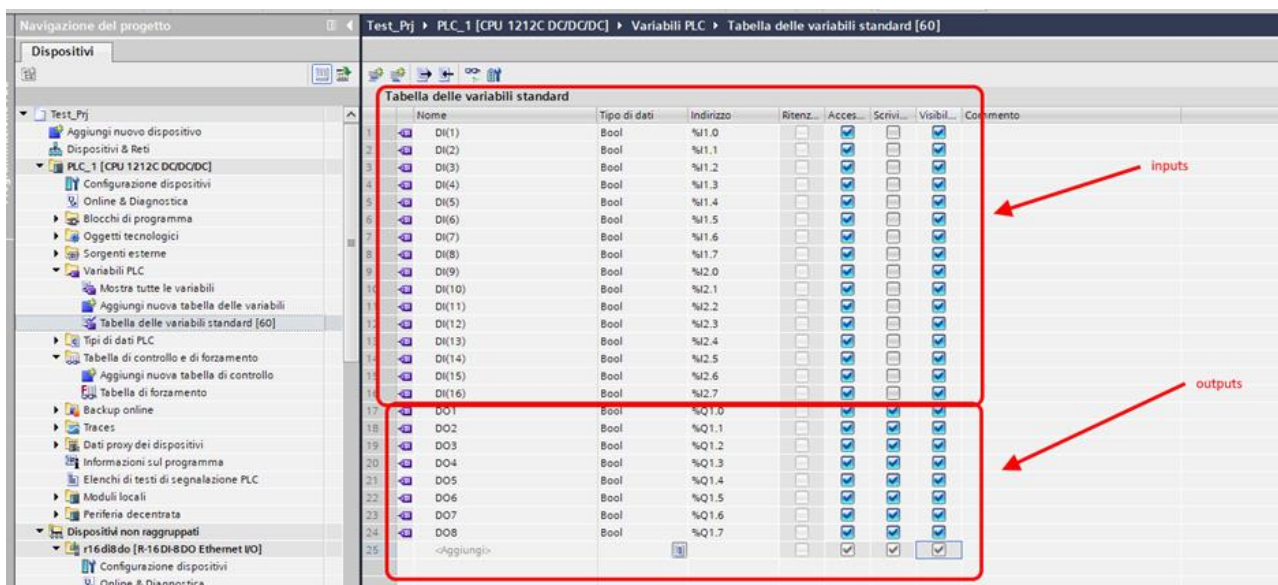 Navigazione del progetto
Test_Prj ▸ PLC_1 [CPU 1212C DC/DC/DC] ▸ Variabili PLC ▸ Tabella delle variabili standard [60]
Dispositivi
Test_Prj
Aggiungi nuovo dispositivo
Dispositivi & Reti
PLC_1 [CPU 1212C DC/DC/DC]
Configurazione dispositivi
Online & Diagnostica
Blocchi di programma
Oggetti tecnologici
Sorgenti esterne
Variabili PLC
Mostra tutte le variabili
Aggiungi nuova tabella delle variabili
Tabella delle variabili standard [60]
Tipi di dati PLC
Tabella di controllo e di forzamento
Aggiungi nuova tabella di controllo
Tabella di forzamento
Backup online
Traces
Dati proxy dei dispositivi
Informazioni sul programma
Elenchi di testi di segnalazione PLC
Moduli locali
Periferia decentrata
Dispositivi non raggruppati
r16di8do [R-16DI-8DO Ethernet I/O]
Configurazione dispositivi
Online & Diagnostica
Tabella delle variabili standard
Nome Tipo di dati Indirizzo Ritenz... Acces... Scrivi... Visibil... Commento
1 DI(1) Bool %I1.0
2 DI(2) Bool %I1.1
3 DI(3) Bool %I1.2
4 DI(4) Bool %I1.3
5 DI(5) Bool %I1.4
6 DI(6) Bool %I1.5
7 DI(7) Bool %I1.6
8 DI(8) Bool %I1.7
9 DI(9) Bool %I2.0
10 DI(10) Bool %I2.1
11 DI(11) Bool %I2.2
12 DI(12) Bool %I2.3
13 DI(13) Bool %I2.4
14 DI(14) Bool %I2.5
15 DI(15) Bool %I2.6
16 DI(16) Bool %I2.7
17 DO1 Bool %Q1.0
18 DO2 Bool %Q1.1
19 DO3 Bool %Q1.2
20 DO4 Bool %Q1.3
21 DO5 Bool %Q1.4
22 DO6 Bool %Q1.5
23 DO7 Bool %Q1.6
24 DO8 Bool %Q1.7
25 <Aggiungi>
inputs
outputs